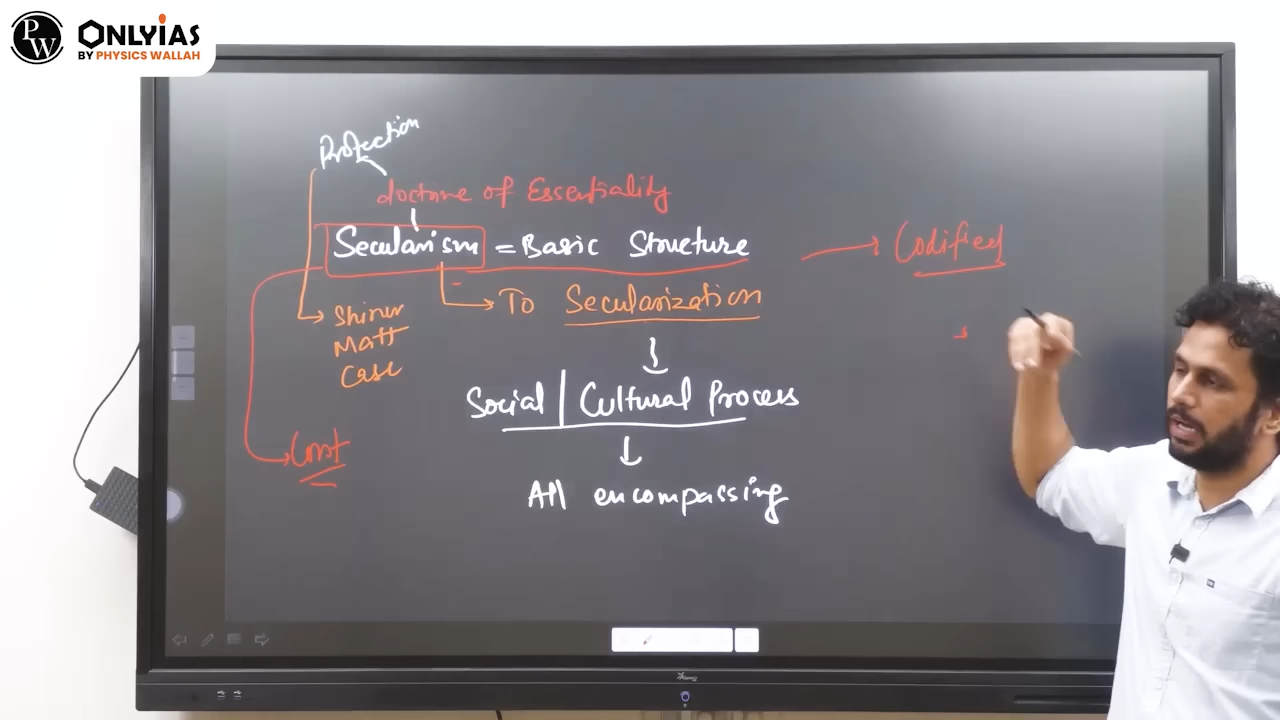 PW
ONLYIAS
BY PHYSICS WALLAH
Protection
doctrine of Essentiality
Secularism = Basic Structure
Codified
To Secularization
Shirur
Matt
Case
Social | Cultural Process
Const
All encompassing